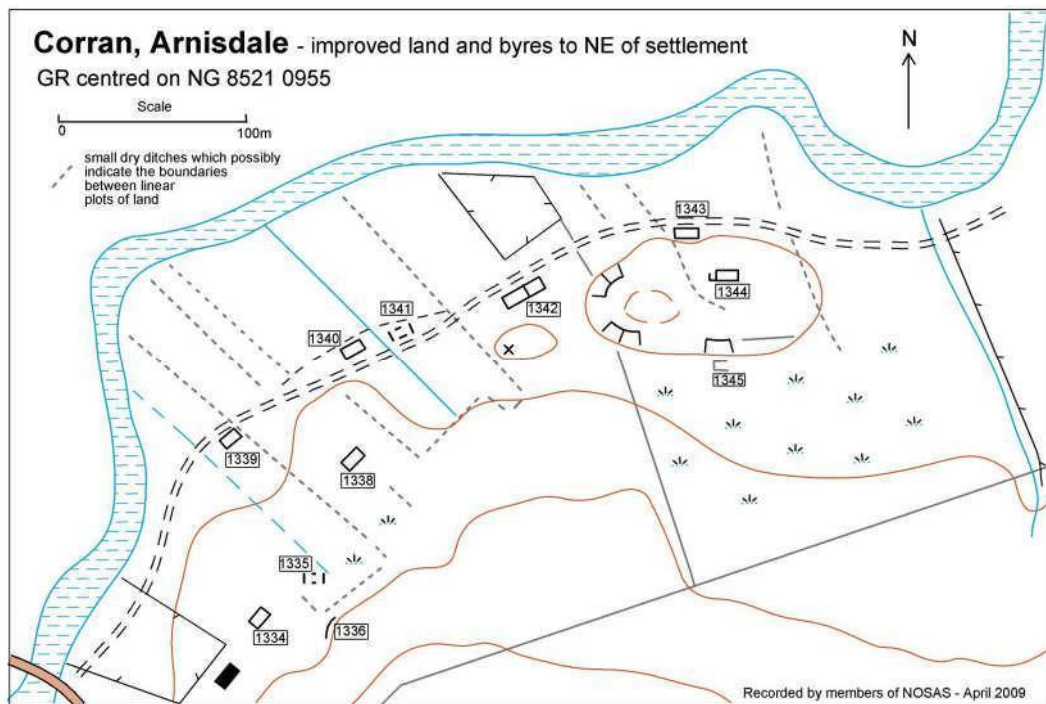 Corran, Arnisdale - improved land and byres to NE of settlement
GR centred on NG 8521 0955
N
Scale
0 100m
small dry ditches which possibly
indicate the boundaries
between linear
plots of land
1343
1344
1341
1342
1340
1345
1339
1338
1335
1334
1336
Recorded by members of NOSAS - April 2009